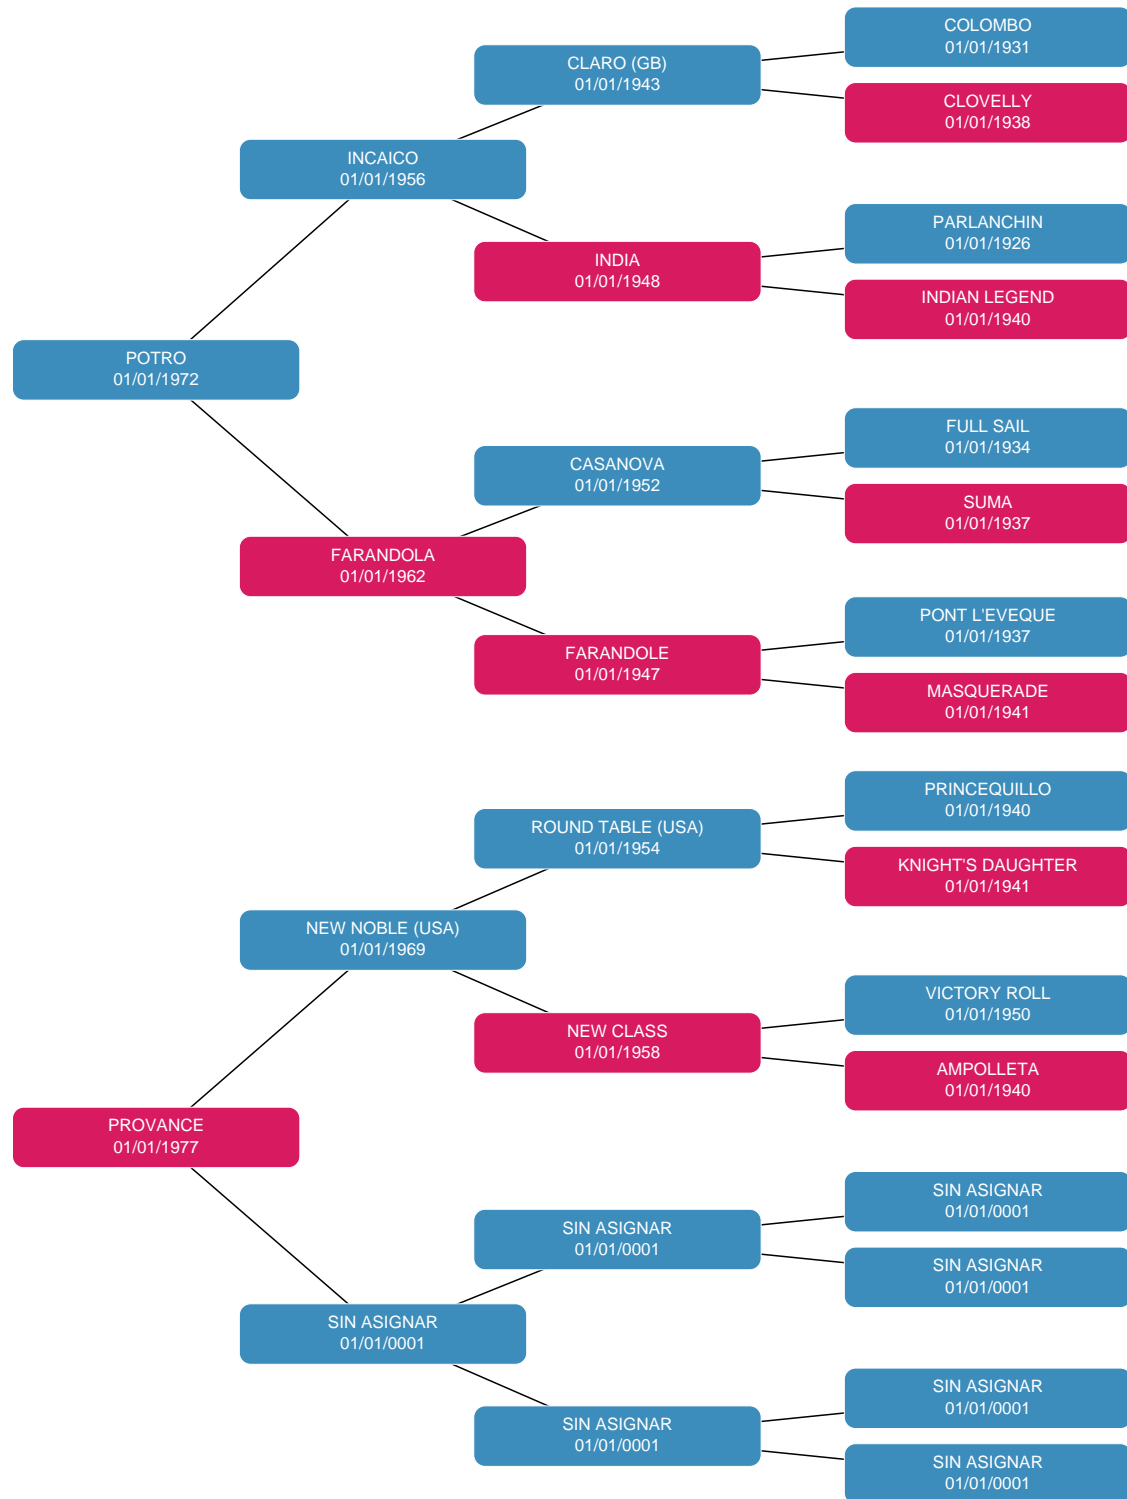 COLOMBO
01/01/1931
CLARO (GB)
01/01/1943
CLOVELLY
01/01/1938
INCAICO
01/01/1956
PARLANCHIN
01/01/1926
INDIA
01/01/1948
INDIAN LEGEND
01/01/1940
POTRO
01/01/1972
FULL SAIL
01/01/1934
CASANOVA
01/01/1952
SUMA
01/01/1937
FARANDOLA
01/01/1962
PONT L'EVEQUE
01/01/1937
FARANDOLE
01/01/1947
MASQUERADE
01/01/1941
PRINCEQUILLO
01/01/1940
ROUND TABLE (USA)
01/01/1954
KNIGHT'S DAUGHTER
01/01/1941
NEW NOBLE (USA)
01/01/1969
VICTORY ROLL
01/01/1950
NEW CLASS
01/01/1958
AMPOLLETA
01/01/1940
PROVANCE
01/01/1977
SIN ASIGNAR
01/01/0001
SIN ASIGNAR
01/01/0001
SIN ASIGNAR
01/01/0001
SIN ASIGNAR
01/01/0001
SIN ASIGNAR
01/01/0001
SIN ASIGNAR
01/01/0001
SIN ASIGNAR
01/01/0001